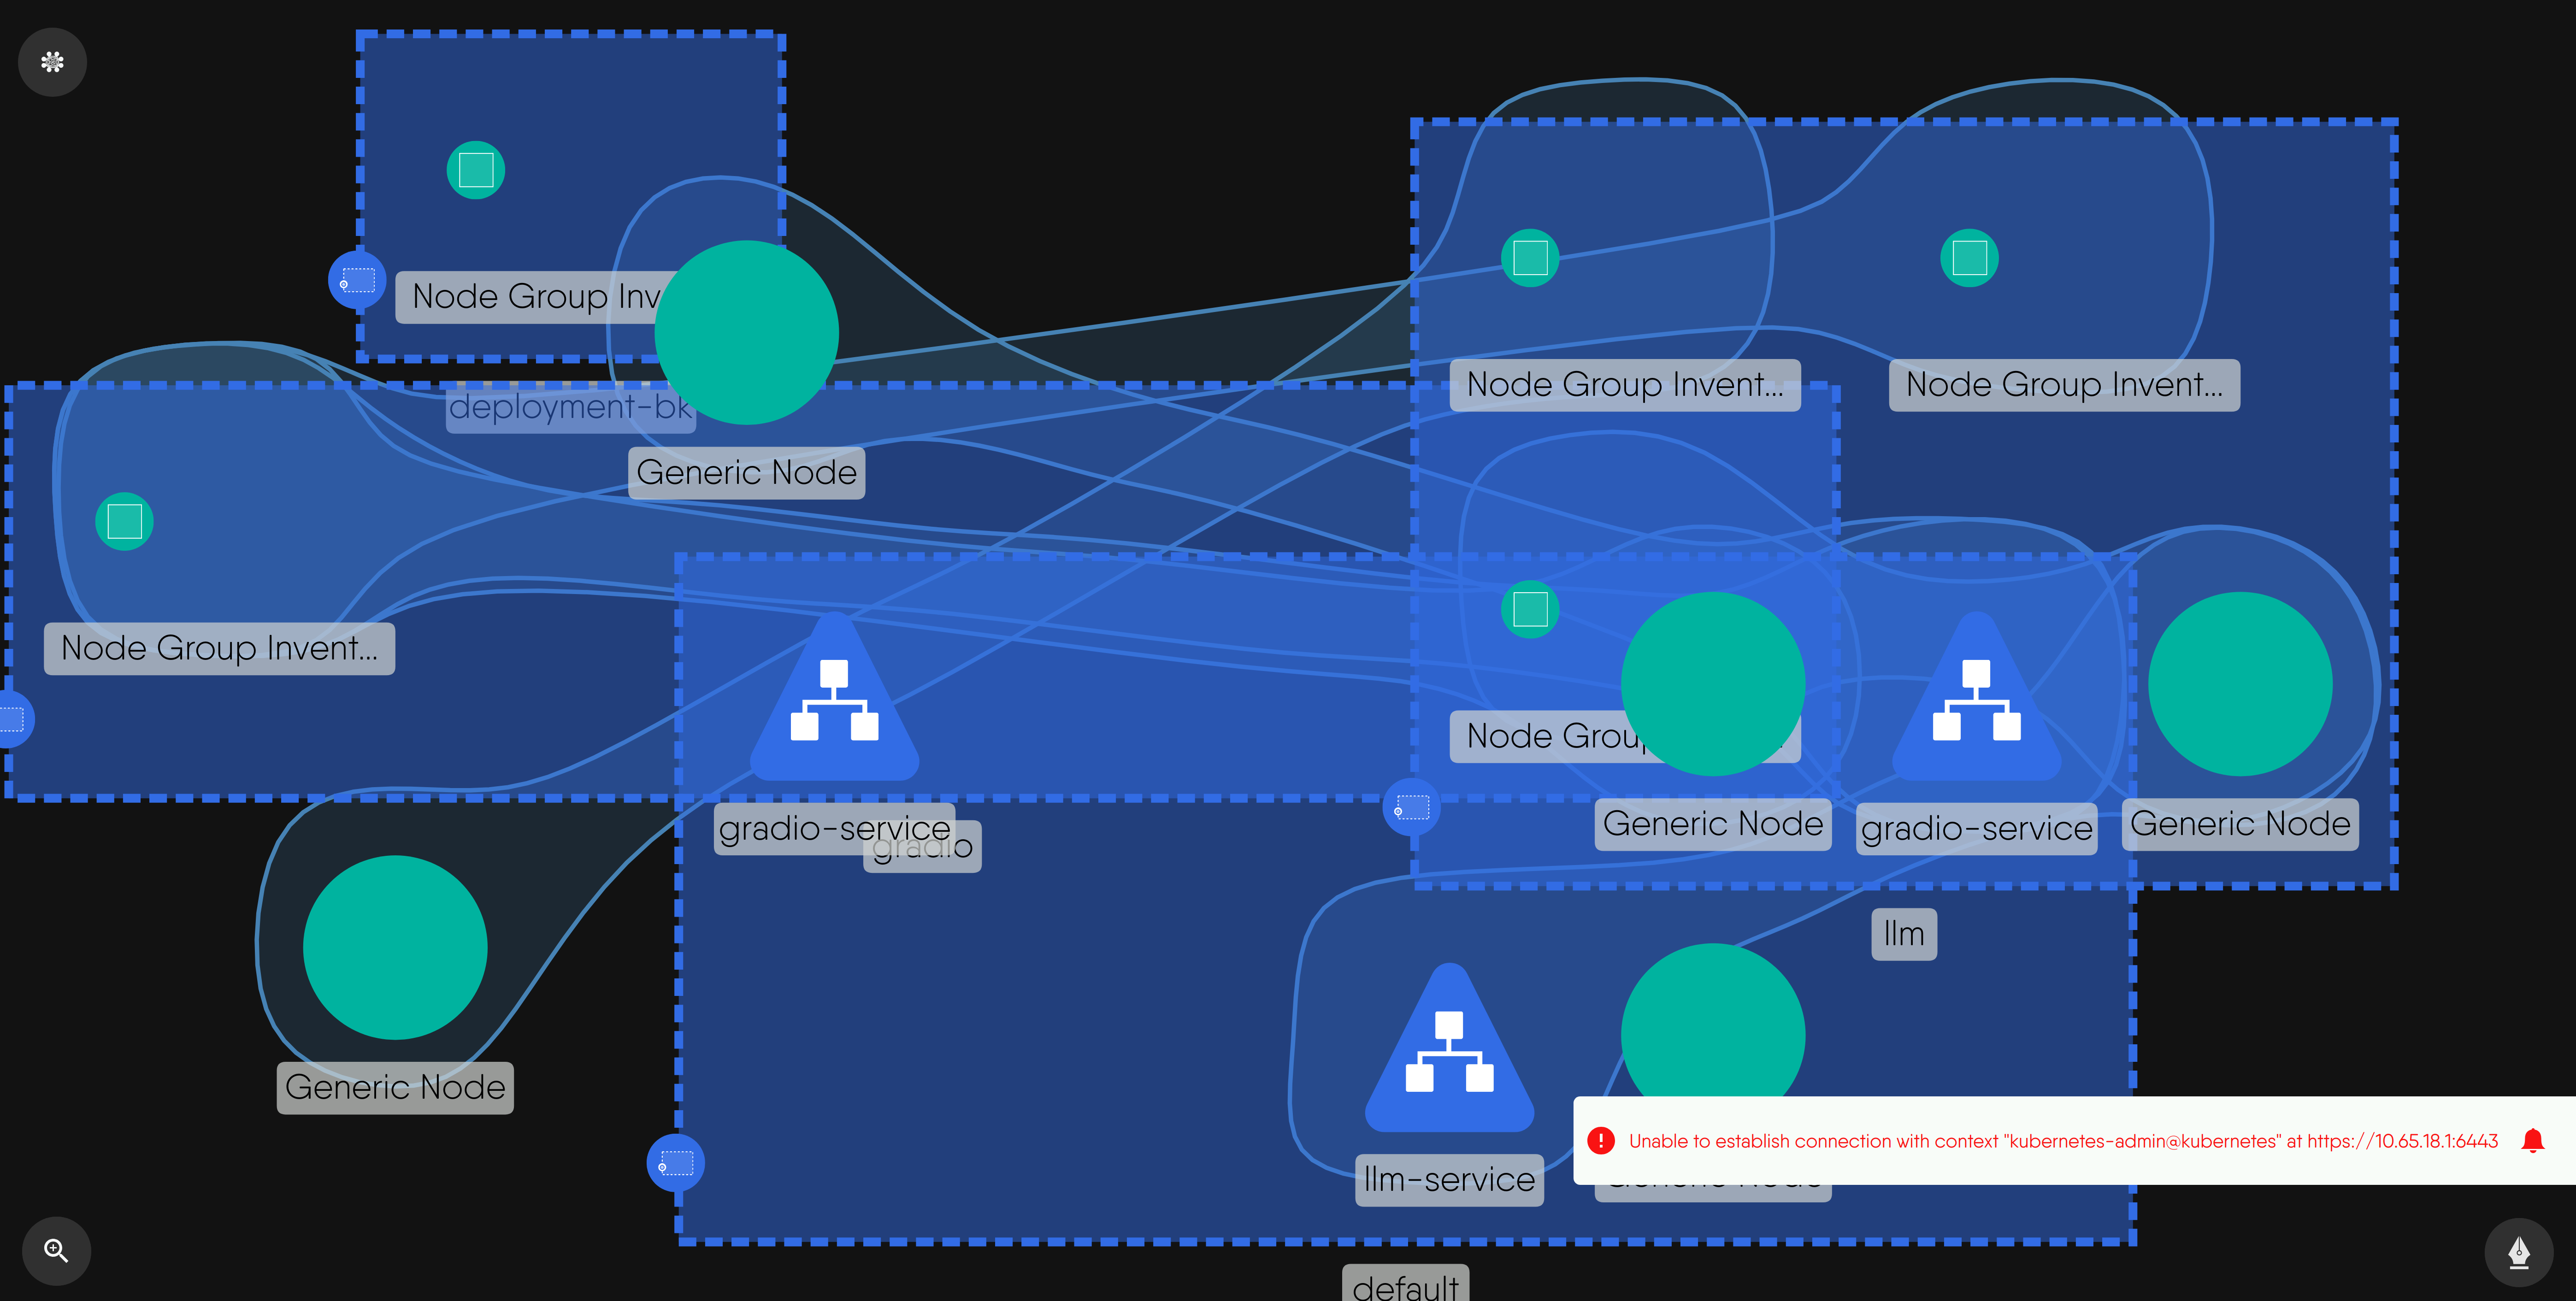 Node Group Inv
deployment-bk
Generic Node
Node Group Invent...
Node Group Invent...
Node Group Invent...
Node Grou
gradio-service
gradio
Generic Node
gradio-service
Generic Node
llm
Generic Node
Unable to establish connection with context "kubernetes-admin@kubernetes" at https://10.65.18.1:6443
llm-service
default